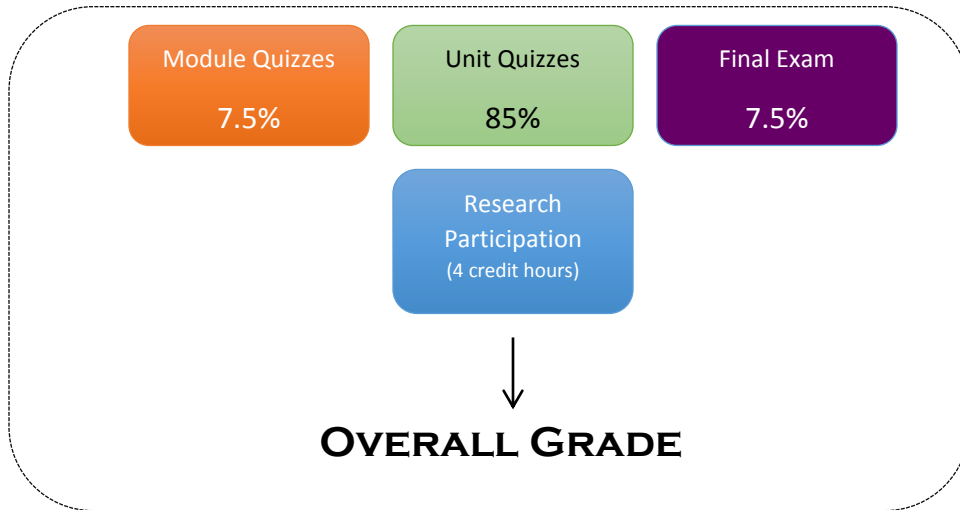 Module Quizzes
7.5%
Unit Quizzes
85%
Final Exam
7.5%
Research
Participation
(4 credit hours)
OVERALL GRADE